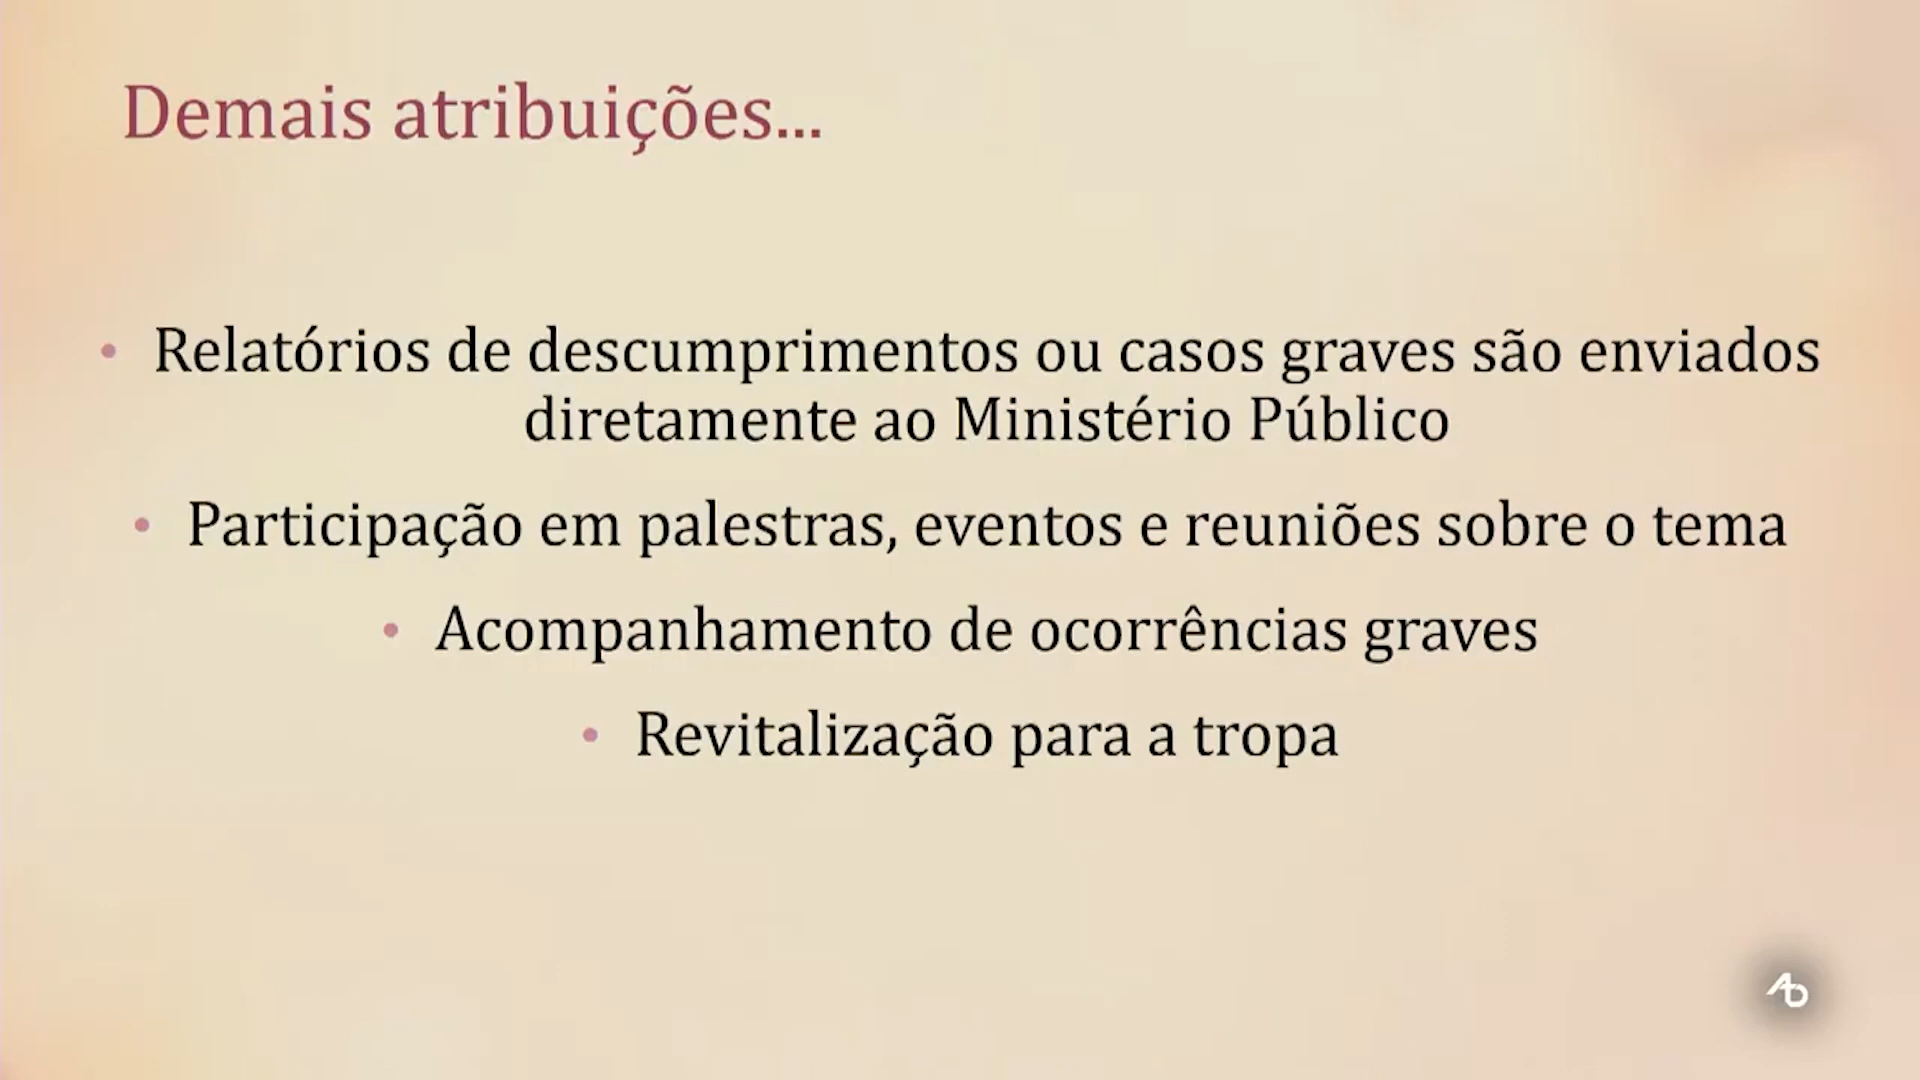 Demais atribuições...
• Relatórios de descumprimentos ou casos graves são enviados
diretamente ao Ministério Público
• Participação em palestras, eventos e reuniões sobre o tema
• Acompanhamento de ocorrências graves
• Revitalização para a tropa